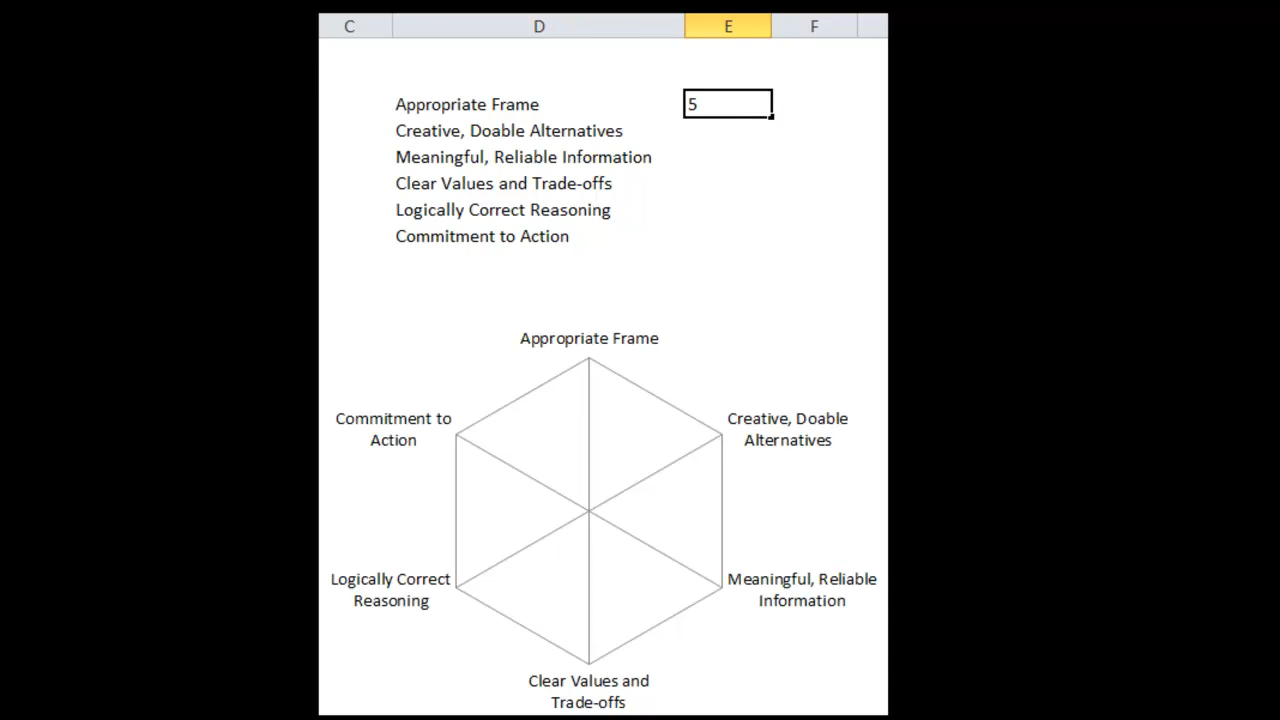 C D E F
Appropriate Frame 5
Creative, Doable Alternatives
Meaningful, Reliable Information
Clear Values and Trade-offs
Logically Correct Reasoning
Commitment to Action
Appropriate Frame
Commitment to
Action
Creative, Doable
Alternatives
Logically Correct
Reasoning
Meaningful, Reliable
Information
Clear Values and
Trade-offs